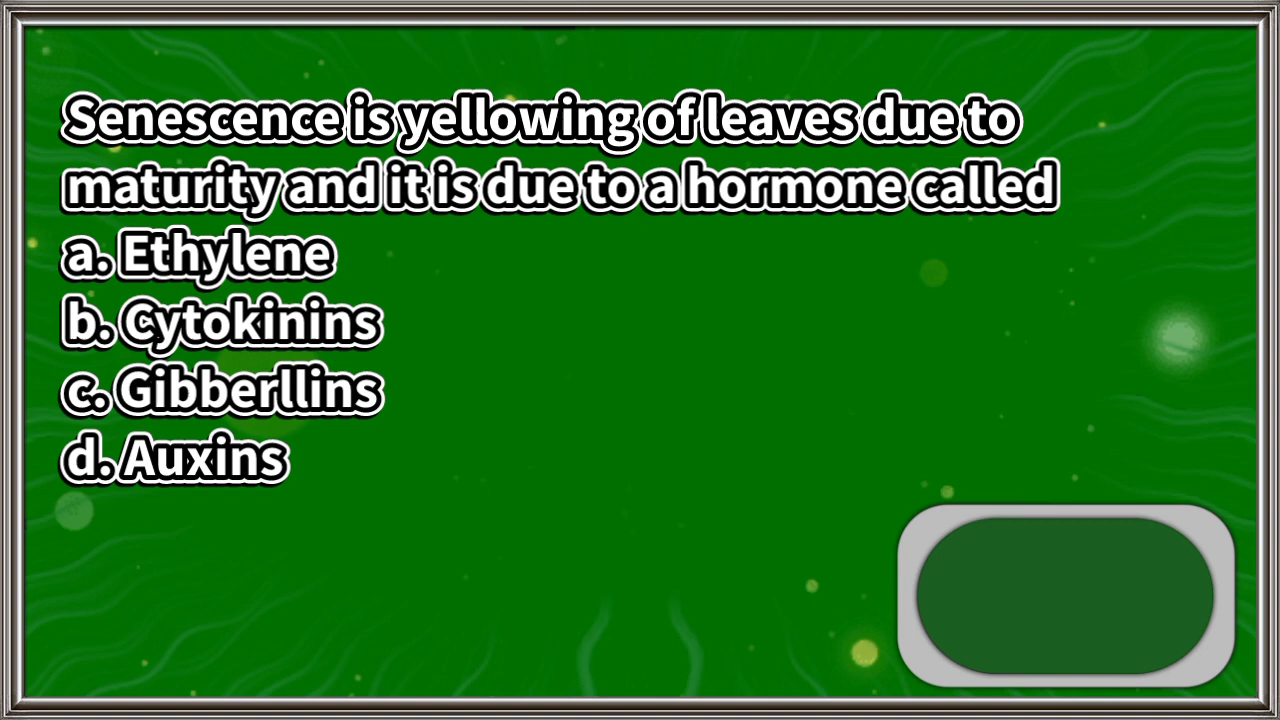 Senescence is yellowing of leaves due to
maturity and it is due to a hormone called
a. Ethylene
b. Cytokinins
c. Gibberllins
d. Auxins